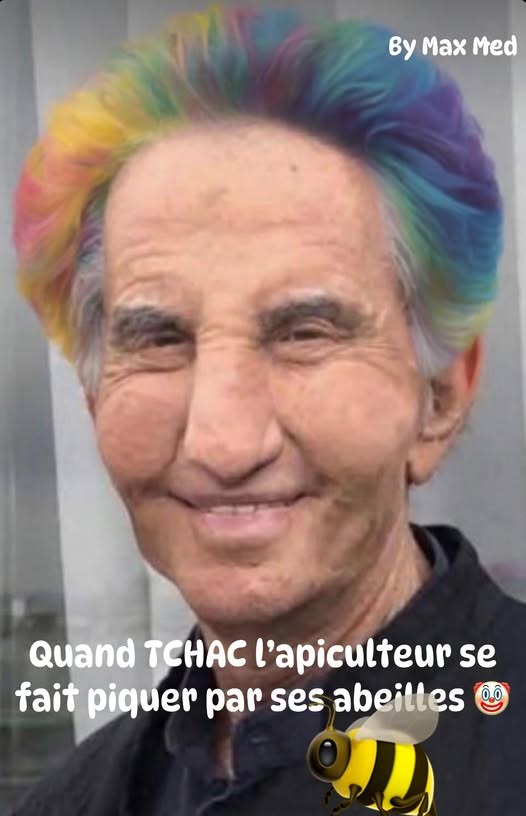 By Max Med
Quand TCHAC l'apiculteur se
fait piquer par ses abeilles 🤡